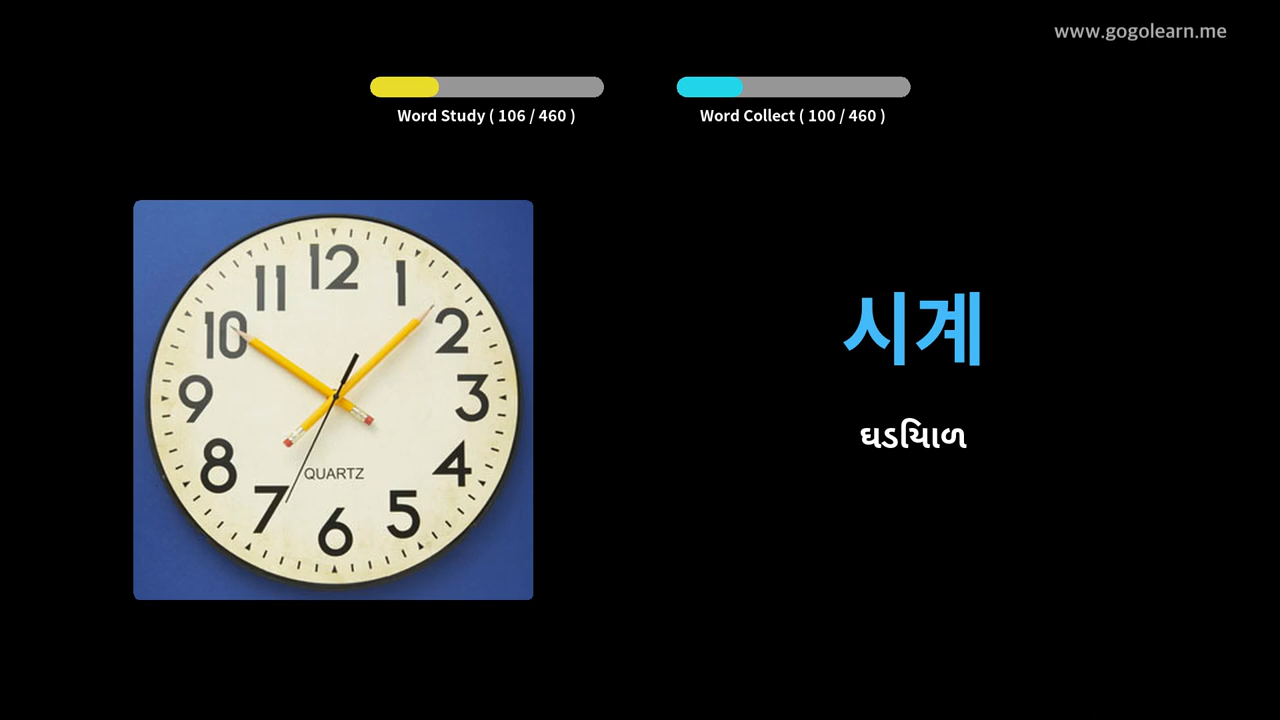 www.gogolearn.me
Word Study ( 106 / 460 )
Word Collect ( 100 / 460 )
12
11
1
10
2
9
3
8
4
QUARTZ
7
5
6
시계
ઘડિયાળ